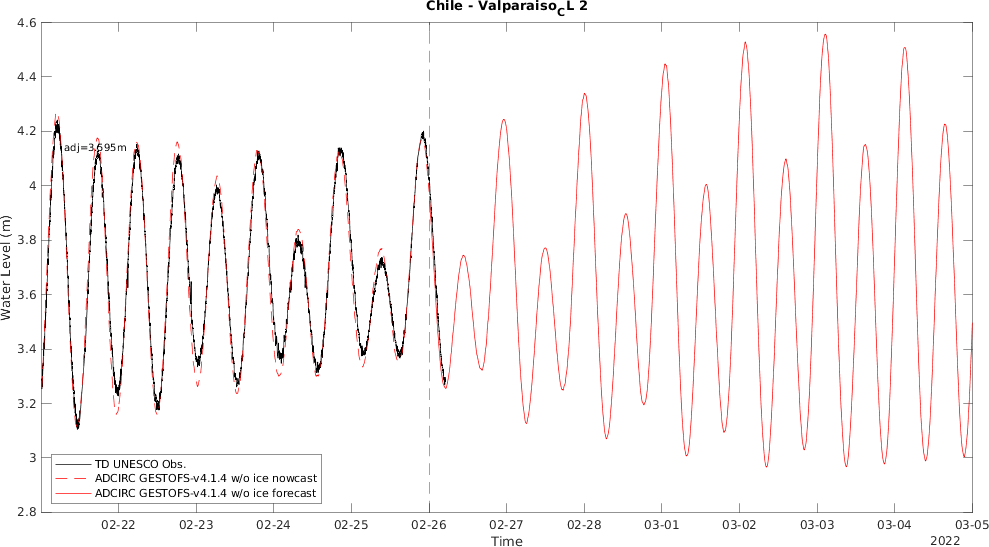 Chile - Valparaiso_CL 2
4.6
4.4
4.2
4
3.8
3.6
3.4
3.2
3
2.8
Water Level (m)
adj=3.595m
TD UNESCO Obs.
ADCIRC GESTOFS-v4.1.4 w/o ice nowcast
ADCIRC GESTOFS-v4.1.4 w/o ice forecast
02-22 02-23 02-24 02-25 02-26 02-27 02-28 03-01 03-02 03-03 03-04 03-05
Time
2022